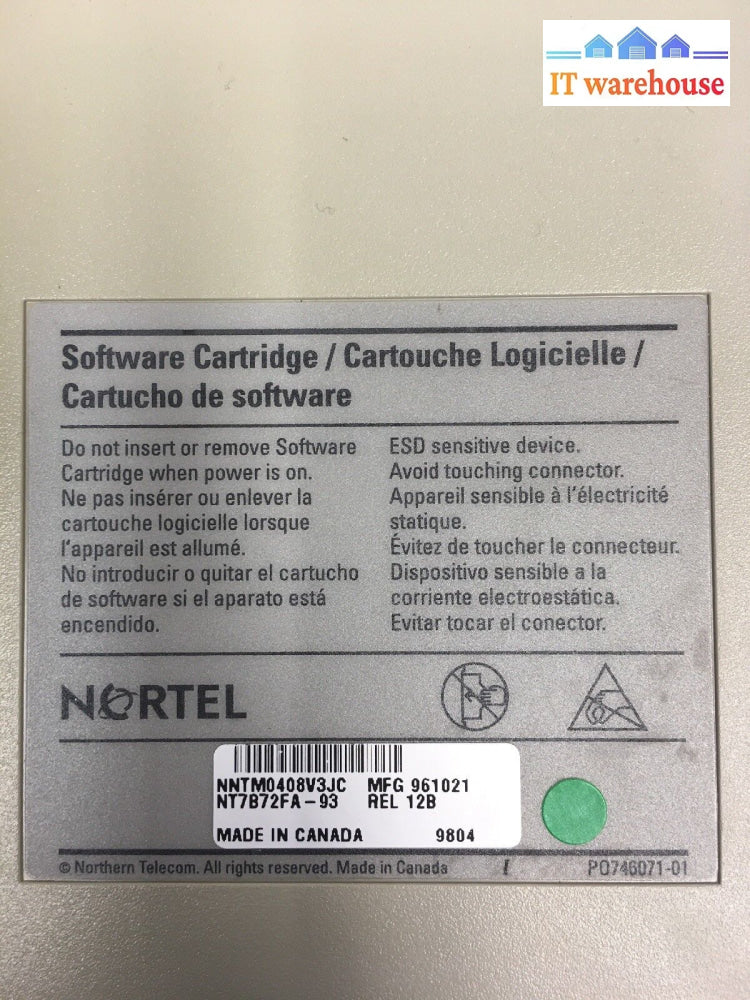 IT warehouse
Software Cartridge / Cartouche Logicielle /
Cartucho de software
Do not insert or remove Software
Cartridge when power is on.
Ne pas insérer ou enlever la
cartouche logicielle lorsque
l'appareil est allumé.
No introducir o quitar el cartucho
de software si el aparato está
encendido.
ESD sensitive device.
Avoid touching connector.
Appareil sensible à l'électricité
statique.
Évitez de toucher le connecteur.
Dispositivo sensible a la
corriente electroestática.
Evitar tocar el conector.
NORTEL
NNTM0408V3JC MFG 961021
NT7B72FA-93 REL 12B
MADE IN CANADA 9804
© Northern Telecom. All rights reserved. Made in Canada P0746071-01